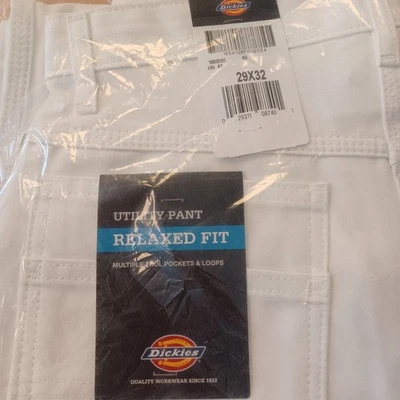 Dickies
29X32
UTILITY PANT
RELAXED FIT
MULTIPLE TOOL POCKETS & LOOPS
Dickies
QUALITY WORKWEAR SINCE 1922